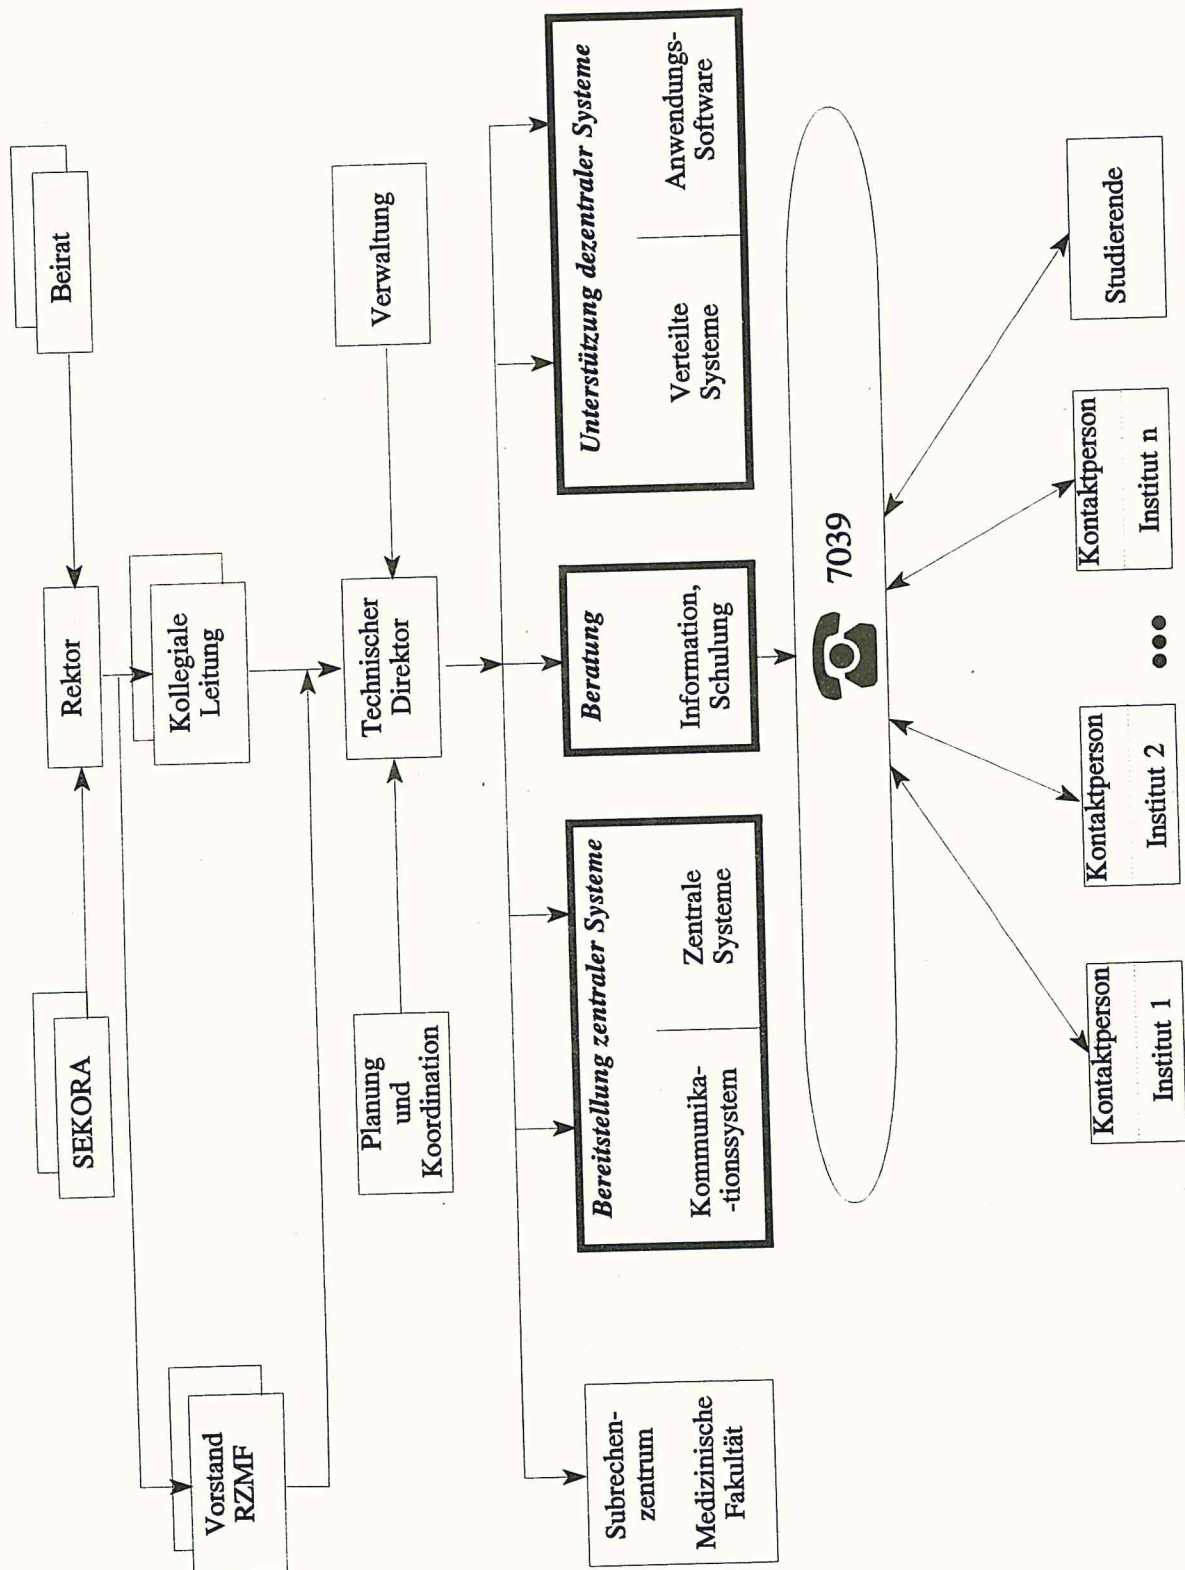 Beirat
Rektor
SEKORA
Kollegiale
Leitung
Vorstand
RZMF
Verwaltung
Technischer
Direktor
Planung
und
Koordination
Subrechen-
zentrum
Medizinische
Fakultät
Bereitstellung zentraler Systeme
Kommunika-
-tionssystem
Zentrale
Systeme
Beratung
Information,
Schulung
Unterstützung dezentraler Systeme
Verteilte
Systeme
Anwendungs-
Software
7039
Kontaktperson
Institut 1
Kontaktperson
Institut 2
Kontaktperson
Institut n
Studierende